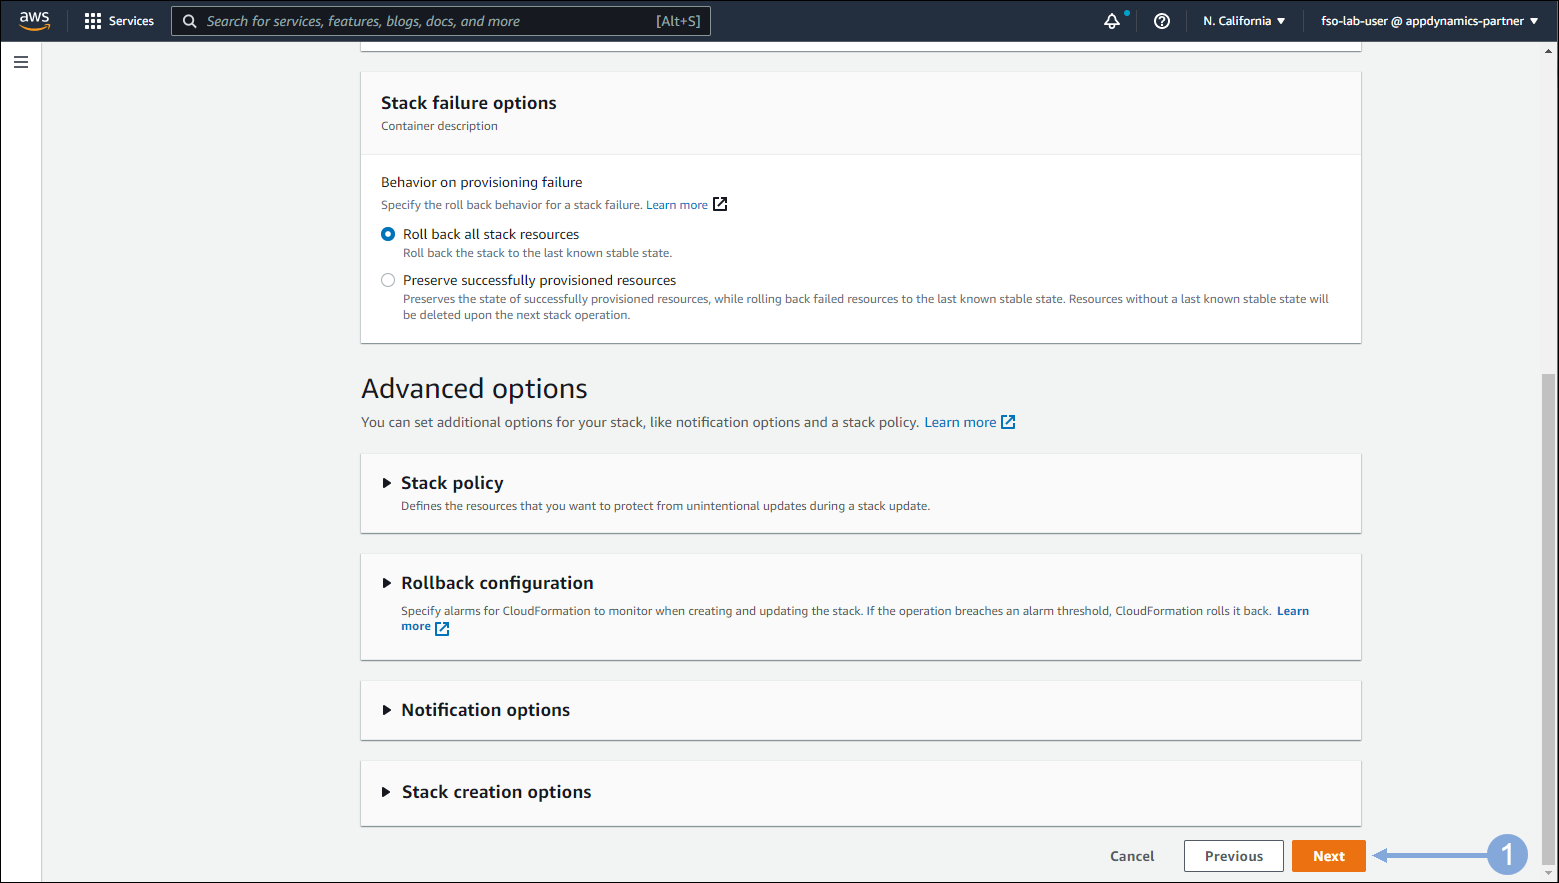 aws
Services
Search for services, features, blogs, docs, and more
[Alt+S]
N. California
fso-lab-user @ appdynamics-partner
Stack failure options
Container description
Behavior on provisioning failure
Specify the roll back behavior for a stack failure. Learn more
Roll back all stack resources
Roll back the stack to the last known stable state.
Preserve successfully provisioned resources
Preserves the state of successfully provisioned resources, while rolling back failed resources to the last known stable state. Resources without a last known stable state will
be deleted upon the next stack operation.
Advanced options
You can set additional options for your stack, like notification options and a stack policy. Learn more
Stack policy
Defines the resources that you want to protect from unintentional updates during a stack update.
Rollback configuration
Specify alarms for CloudFormation to monitor when creating and updating the stack. If the operation breaches an alarm threshold, CloudFormation rolls it back. Learn
more
Notification options
Stack creation options
Cancel
Previous
Next
1